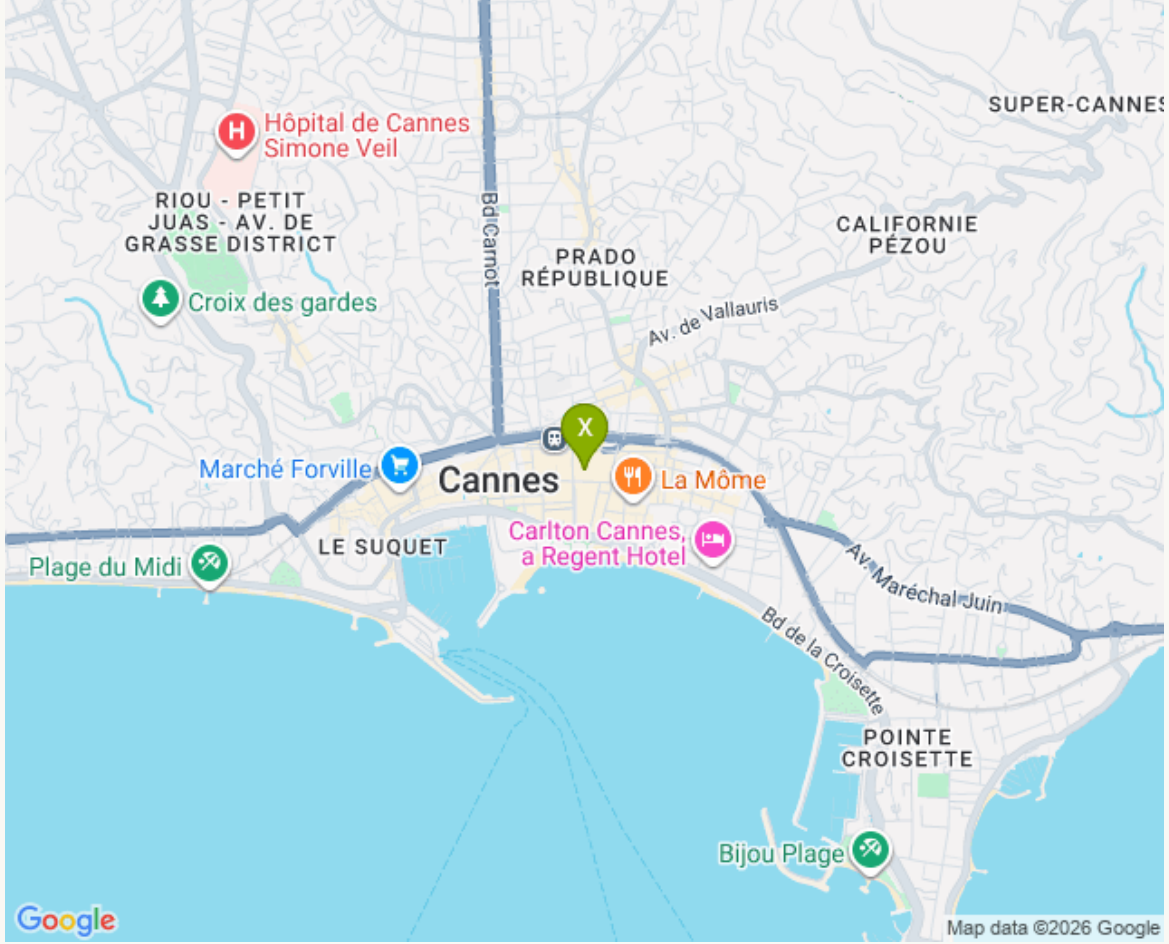 SUPER-CANNES
Hôpital de Cannes
Simone Veil
H
RIOU - PETIT
JUAS - AV. DE
GRASSE DISTRICT
Bd Carnot
CALIFORNIE
PÉZOU
PRADO
RÉPUBLIQUE
Croix des gardes
Av. de Vallauris
X
Marché Forville
Cannes
La Môme
Carlton Cannes,
a Regent Hotel
LE SUQUET
Plage du Midi
Av. Maréchal Juin
Bd de la Croisette
POINTE
CROISETTE
Bijou Plage
Google
Map data ©2026 Google